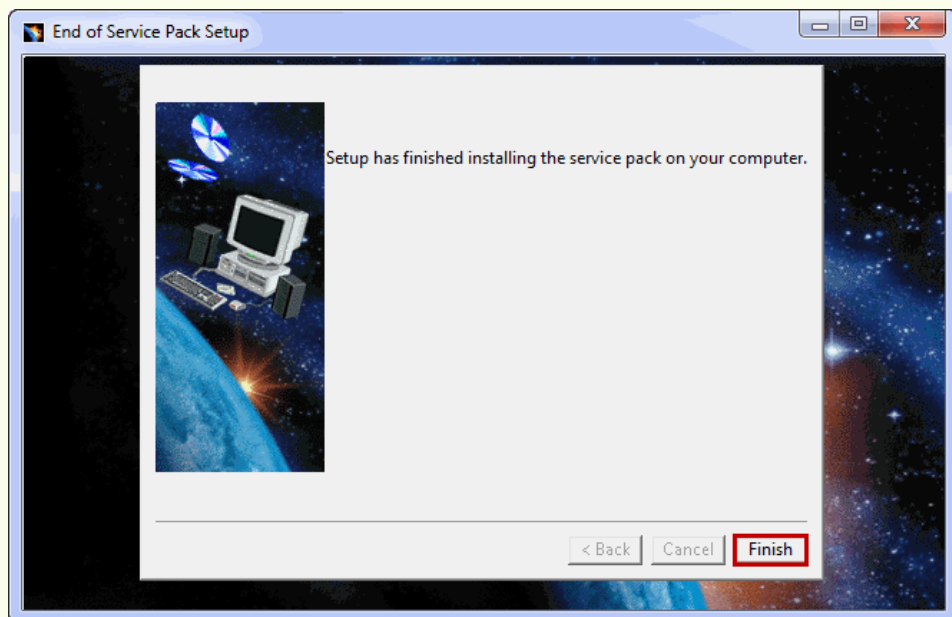 End of Service Pack Setup
Setup has finished installing the service pack on your computer.
< Back Cancel Finish